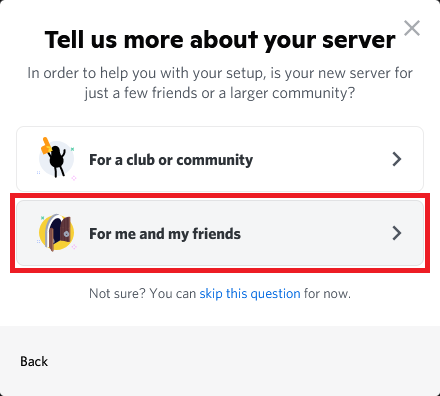 Tell us more about your server
In order to help you with your setup, is your new server for
just a few friends or a larger community?
For a club or community
For me and my friends
Not sure? You can skip this question for now.
Back